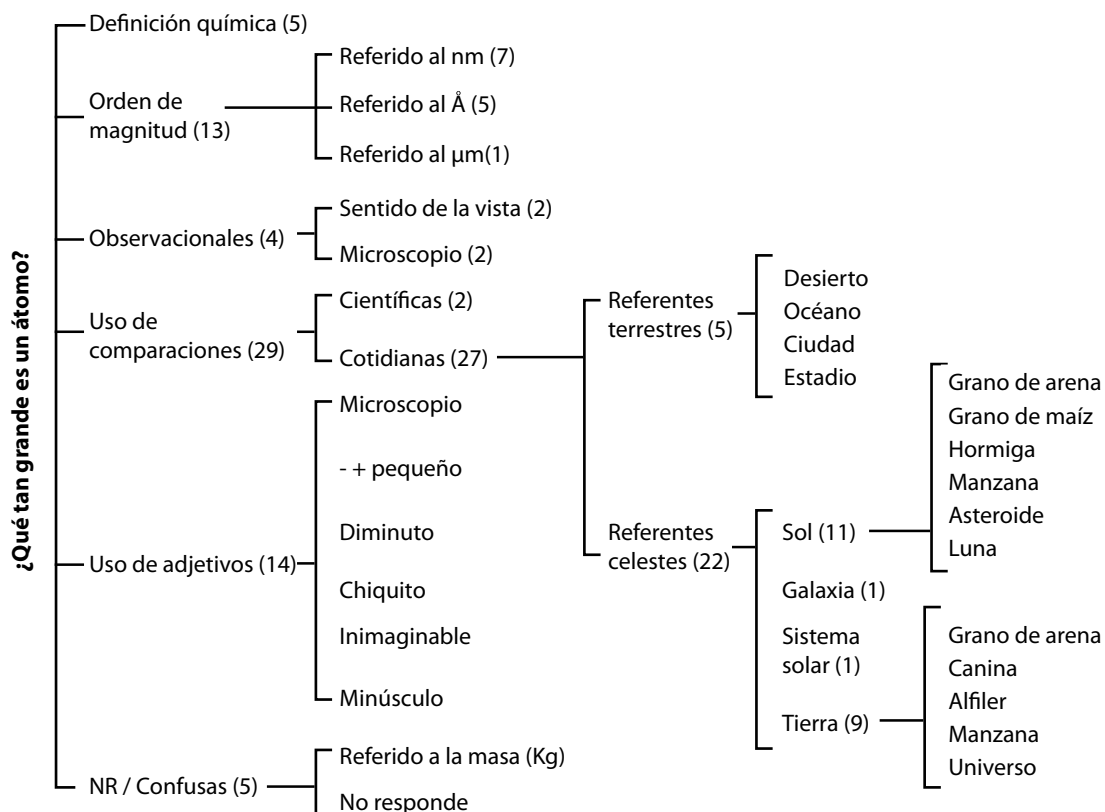 ¿Qué tan grande es un átomo?
Definición química (5)
Orden de
magnitud (13)
Referido al nm (7)
Referido al Å (5)
Referido al µm(1)
Observacionales (4)
Sentido de la vista (2)
Microscopio (2)
Uso de
comparaciones (29)
Científicas (2)
Cotidianas (27)
Referentes
terrestres (5)
Desierto
Océano
Ciudad
Estadio
Referentes
celestes (22)
Sol (11)
Grano de arena
Grano de maíz
Hormiga
Manzana
Asteroide
Luna
Galaxia (1)
Sistema
solar (1)
Tierra (9)
Grano de arena
Canina
Alfiler
Manzana
Universo
Uso de adjetivos (14)
Microscopio
- + pequeño
Diminuto
Chiquito
Inimaginable
Minúsculo
NR / Confusas (5)
Referido a la masa (Kg)
No responde